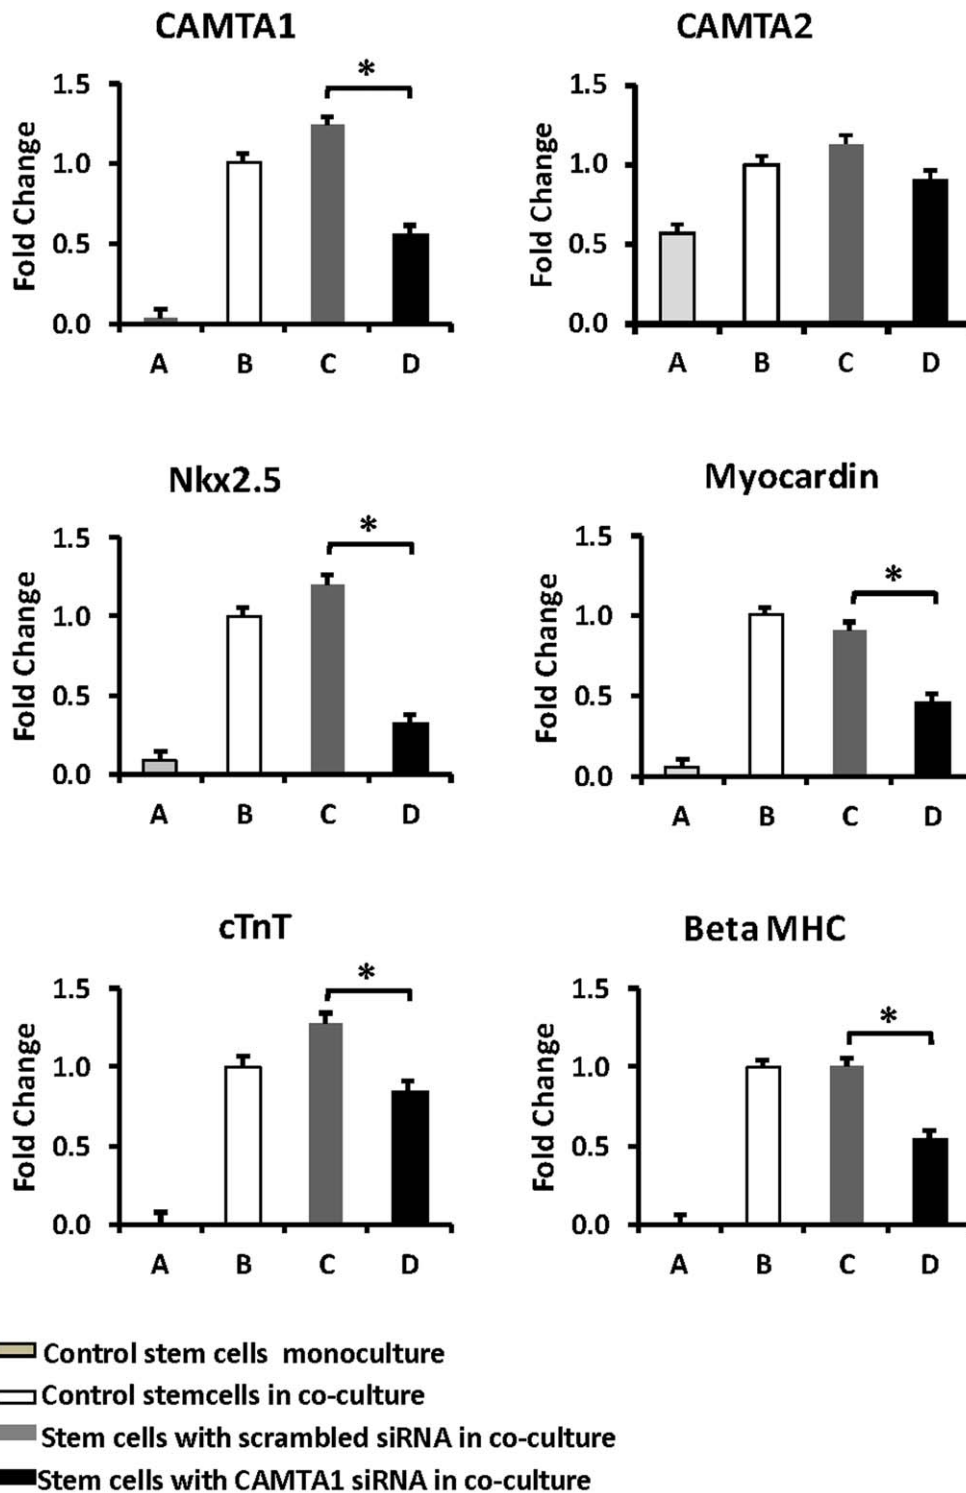 CAMTA1
CAMTA2
*
1.5
1.0
0.5
0.0
Fold Change
A B C D
1.5
1.0
0.5
0.0
Fold Change
A B C D
Nkx2.5
Myocardin
*
1.5
1.0
0.5
0.0
Fold Change
A B C D
*
1.5
1.0
0.5
0.0
Fold Change
A B C D
cTnT
Beta MHC
*
1.5
1.0
0.5
0.0
Fold Change
A B C D
*
1.5
1.0
0.5
0.0
Fold Change
A B C D
Control stem cells monoculture
Control stemcells in co-culture
Stem cells with scrambled siRNA in co-culture
Stem cells with CAMTA1 siRNA in co-culture